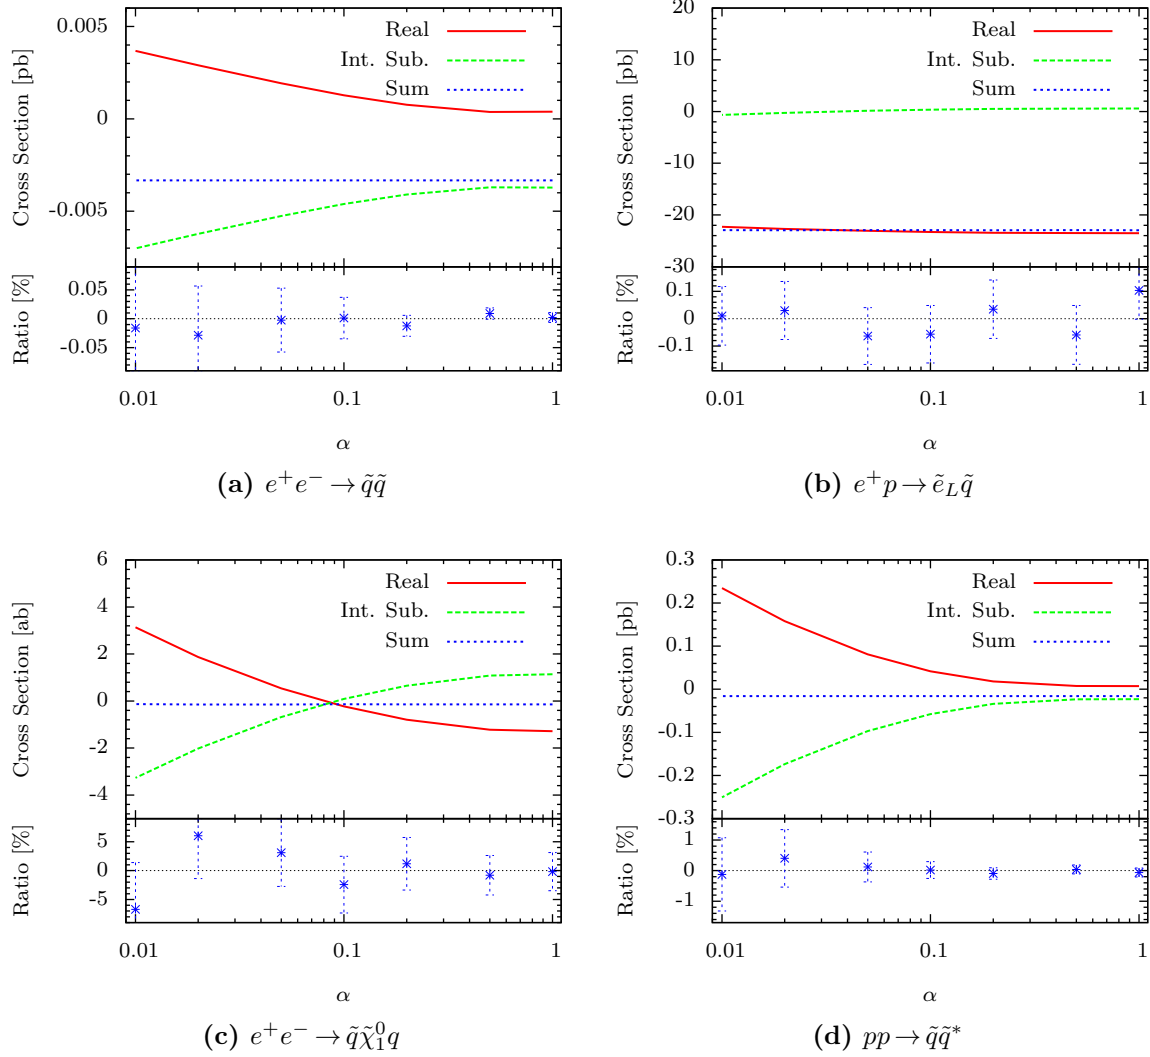 0.005
0
-0.005
Cross Section [pb]
Real
Int. Sub.
Sum
0.05
0
-0.05
Ratio [%]
0.01 0.1 1
α
(a) e⁺e⁻ → q̃q̃
20
10
0
-10
-20
-30
Cross Section [pb]
Real
Int. Sub.
Sum
0.1
0
-0.1
Ratio [%]
0.01 0.1 1
α
(b) e⁺p → ẽ_L q̃
6
4
2
0
-2
-4
Cross Section [ab]
Real
Int. Sub.
Sum
5
0
-5
Ratio [%]
0.01 0.1 1
α
(c) e⁺e⁻ → q̃χ̃₁⁰q
0.3
0.2
0.1
0
-0.1
-0.2
-0.3
Cross Section [pb]
Real
Int. Sub.
Sum
1
0
-1
Ratio [%]
0.01 0.1 1
α
(d) pp → q̃q̃*